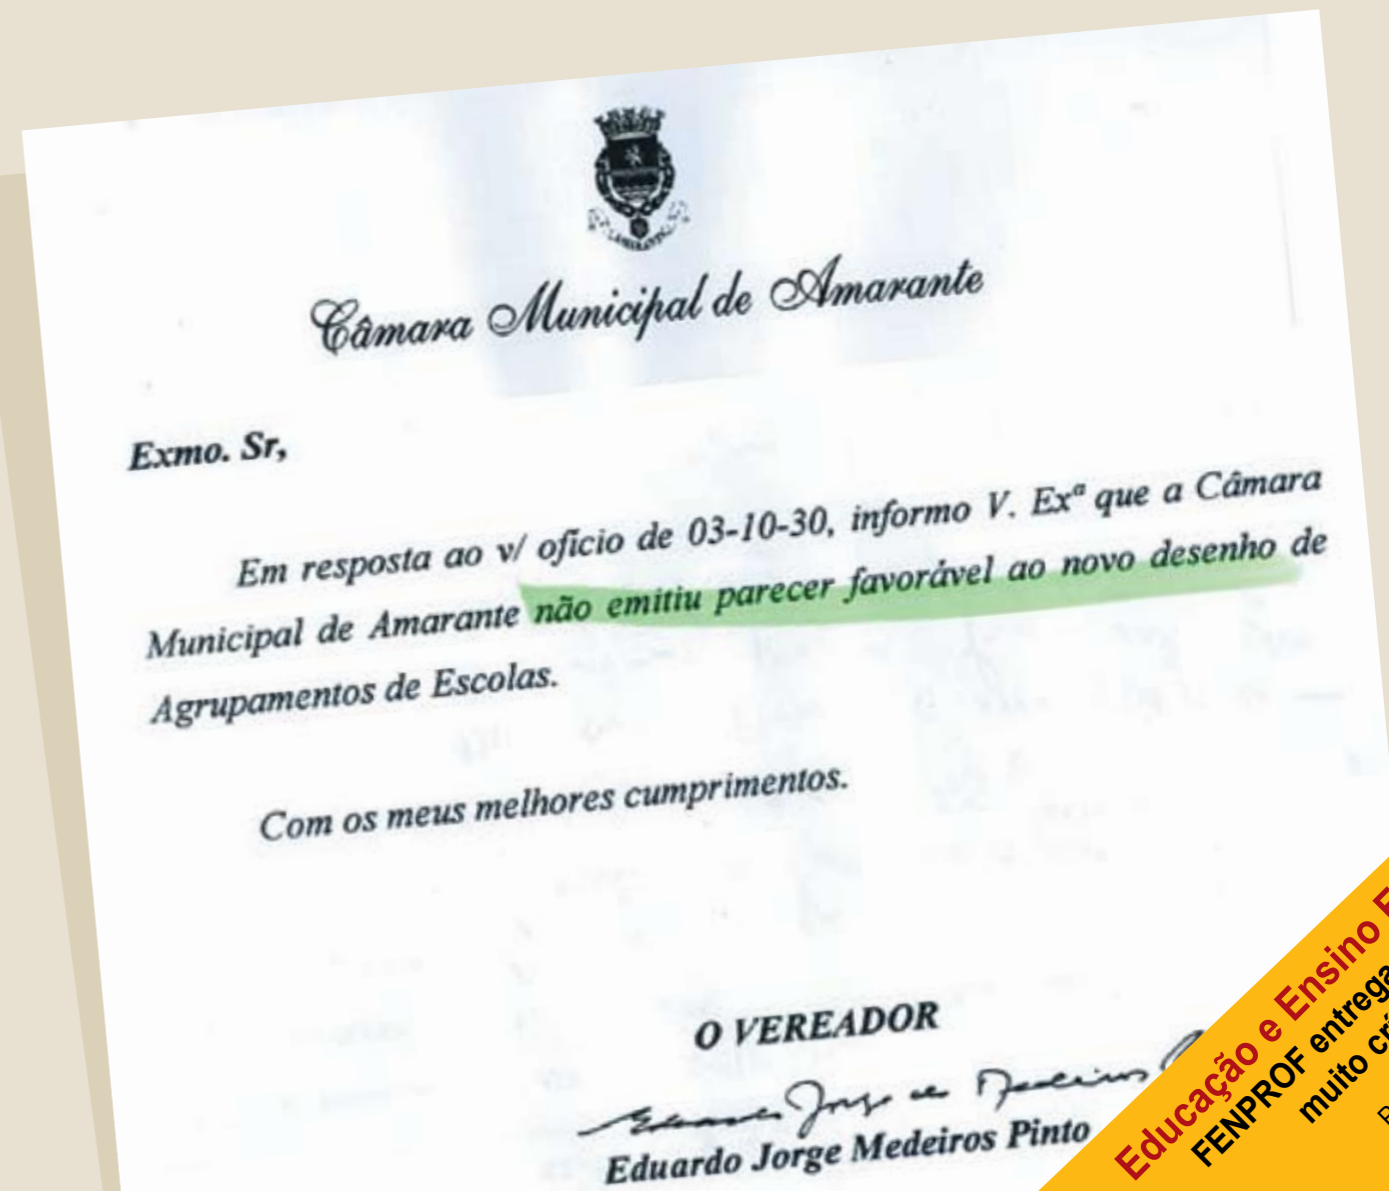 AMARANTE
Câmara Municipal de Amarante
Exmo. Sr,
Em resposta ao v/ ofício de 03-10-30, informo V. Exª que a Câmara
Municipal de Amarante não emitiu parecer favorável ao novo desenho de
Agrupamentos de Escolas.
Com os meus melhores cumprimentos.
O VEREADOR
Eduardo Jorge Medeiros Pinto
Educação e Ensino
FENPROF entrega
muito